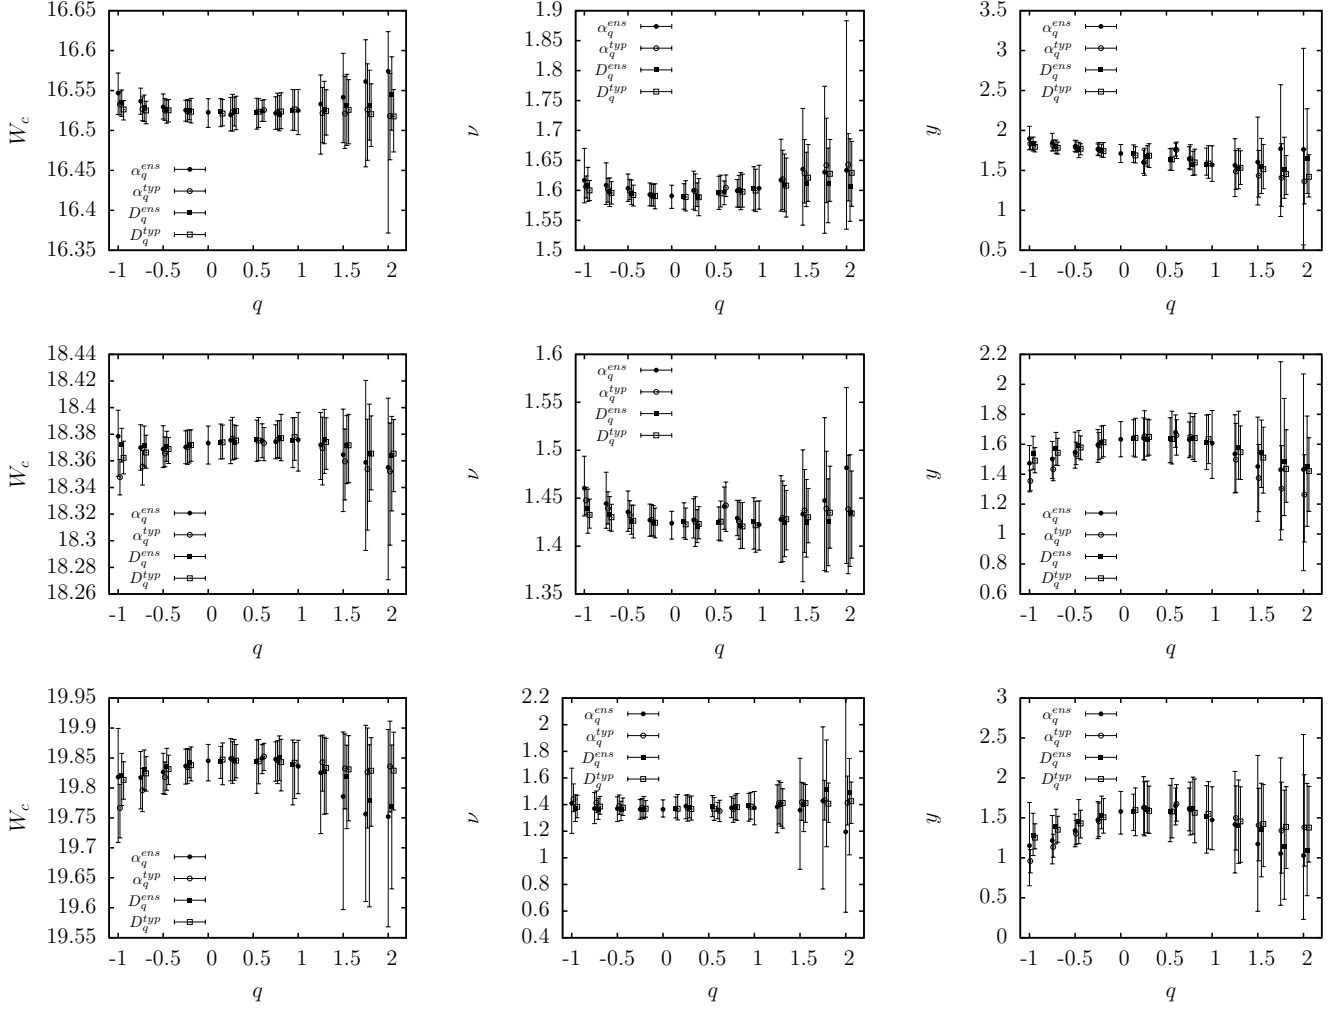 16.65
16.6
16.55
16.5
16.45
16.4
16.35
W_c
-1 -0.5 0 0.5 1 1.5 2
q
α_q^{ens}
α_q^{typ}
D_q^{ens}
D_q^{typ}
1.9
1.85
1.8
1.75
1.7
1.65
1.6
1.55
1.5
ν
-1 -0.5 0 0.5 1 1.5 2
q
α_q^{ens}
α_q^{typ}
D_q^{ens}
D_q^{typ}
3.5
3
2.5
2
1.5
1
0.5
y
-1 -0.5 0 0.5 1 1.5 2
q
α_q^{ens}
α_q^{typ}
D_q^{ens}
D_q^{typ}
18.44
18.42
18.4
18.38
18.36
18.34
18.32
18.3
18.28
18.26
W_c
-1 -0.5 0 0.5 1 1.5 2
q
α_q^{ens}
α_q^{typ}
D_q^{ens}
D_q^{typ}
1.6
1.55
1.5
1.45
1.4
1.35
ν
-1 -0.5 0 0.5 1 1.5 2
q
α_q^{ens}
α_q^{typ}
D_q^{ens}
D_q^{typ}
2.2
2
1.8
1.6
1.4
1.2
1
0.8
0.6
y
-1 -0.5 0 0.5 1 1.5 2
q
α_q^{ens}
α_q^{typ}
D_q^{ens}
D_q^{typ}
19.95
19.9
19.85
19.8
19.75
19.7
19.65
19.6
19.55
W_c
-1 -0.5 0 0.5 1 1.5 2
q
α_q^{ens}
α_q^{typ}
D_q^{ens}
D_q^{typ}
2.2
2
1.8
1.6
1.4
1.2
1
0.8
0.6
0.4
ν
-1 -0.5 0 0.5 1 1.5 2
q
α_q^{ens}
α_q^{typ}
D_q^{ens}
D_q^{typ}
3
2.5
2
1.5
1
0.5
0
y
-1 -0.5 0 0.5 1 1.5 2
q
α_q^{ens}
α_q^{typ}
D_q^{ens}
D_q^{typ}